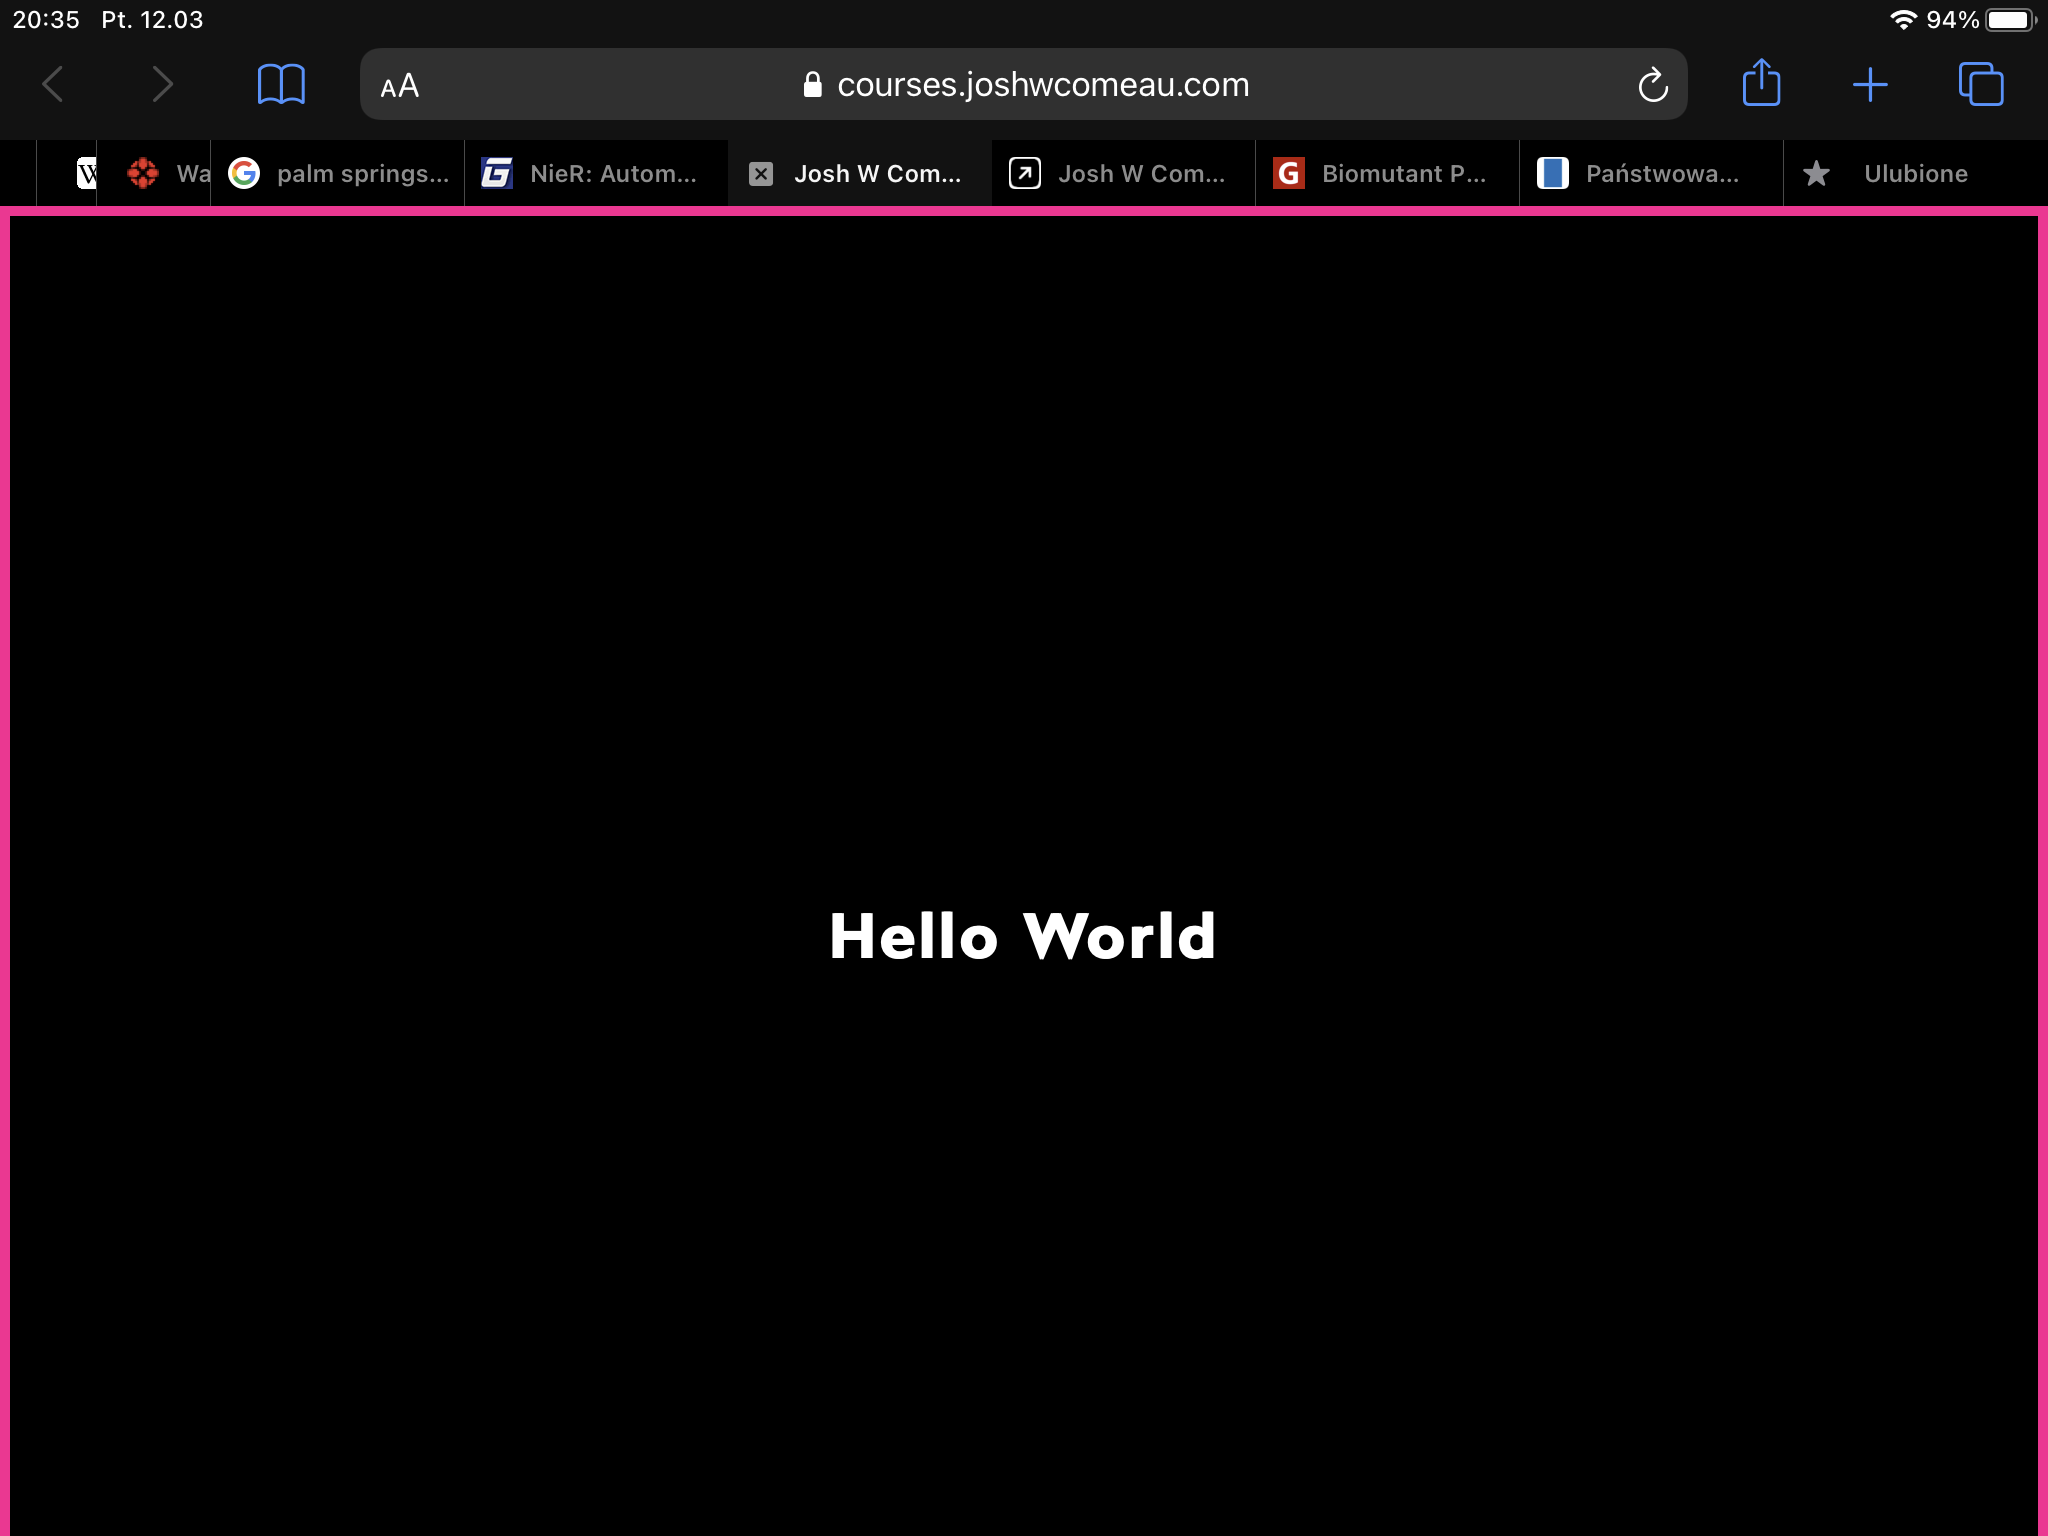 20:35 Pt. 12.03 94%
AA courses.joshwcomeau.com
W Wa palm springs... NieR: Autom... Josh W Com... Josh W Com... G Biomutant P... Państwowa... Ulubione
Hello World